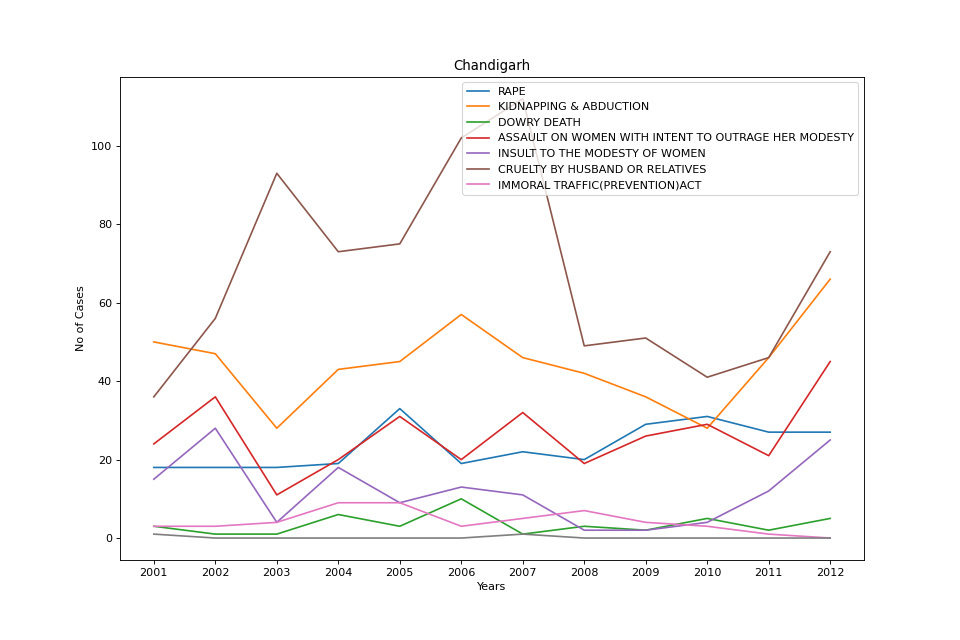 Chandigarh
RAPE
KIDNAPPING & ABDUCTION
DOWRY DEATH
ASSAULT ON WOMEN WITH INTENT TO OUTRAGE HER MODESTY
INSULT TO THE MODESTY OF WOMEN
CRUELTY BY HUSBAND OR RELATIVES
IMMORAL TRAFFIC(PREVENTION)ACT
100
80
60
40
20
0
No of Cases
2001 2002 2003 2004 2005 2006 2007 2008 2009 2010 2011 2012
Years